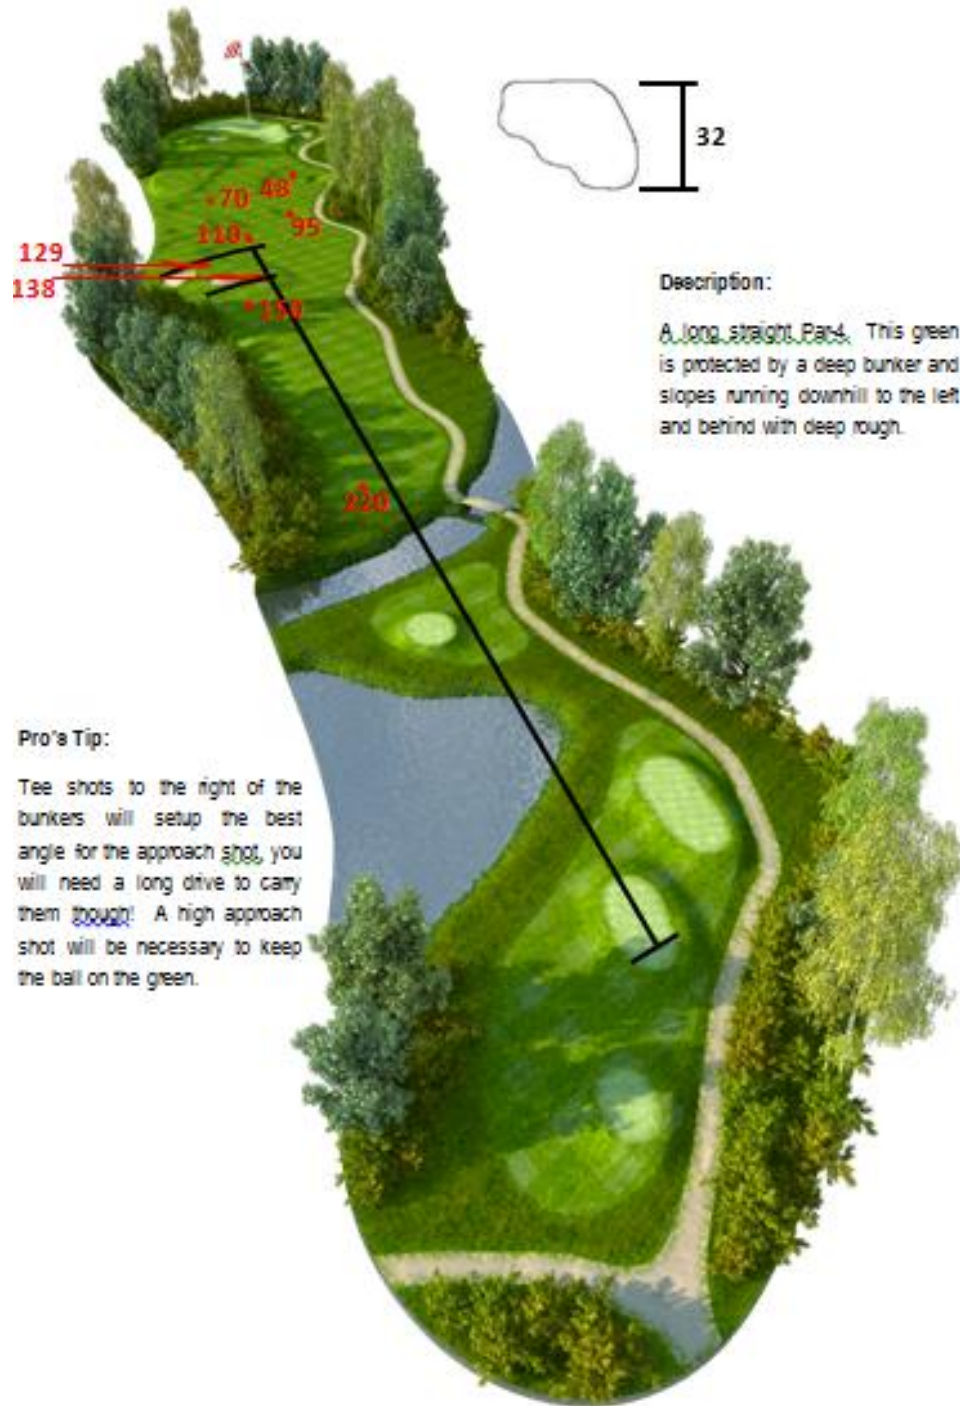 32
70
48
95
110
129
138
150
220
Description:
A long straight Par-4. This green
is protected by a deep bunker and
slopes running downhill to the left
and behind with deep rough.
Pro's Tip:
Tee shots to the right of the
bunkers will setup the best
angle for the approach shot, you
will need a long drive to carry
them though! A high approach
shot will be necessary to keep
the ball on the green.